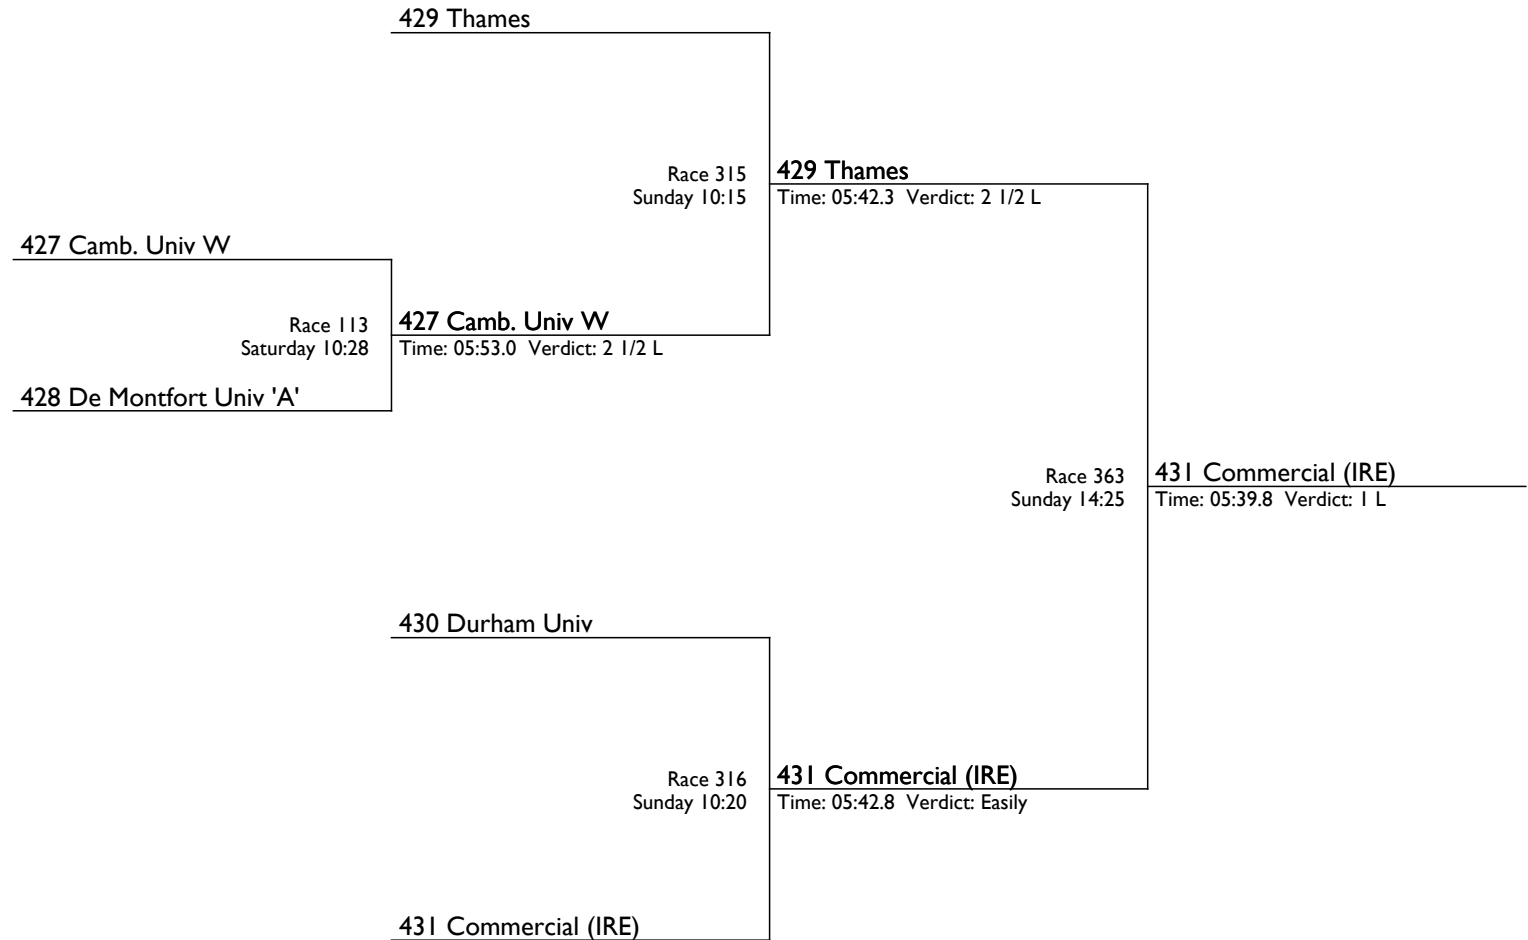 429 Thames
Race 315
Sunday 10:15
429 Thames
Time: 05:42.3 Verdict: 2 1/2 L
427 Camb. Univ W
Race 113
Saturday 10:28
427 Camb. Univ W
Time: 05:53.0 Verdict: 2 1/2 L
428 De Montfort Univ 'A'
Race 363
Sunday 14:25
431 Commercial (IRE)
Time: 05:39.8 Verdict: 1 L
430 Durham Univ
Race 316
Sunday 10:20
431 Commercial (IRE)
Time: 05:42.8 Verdict: Easily
431 Commercial (IRE)